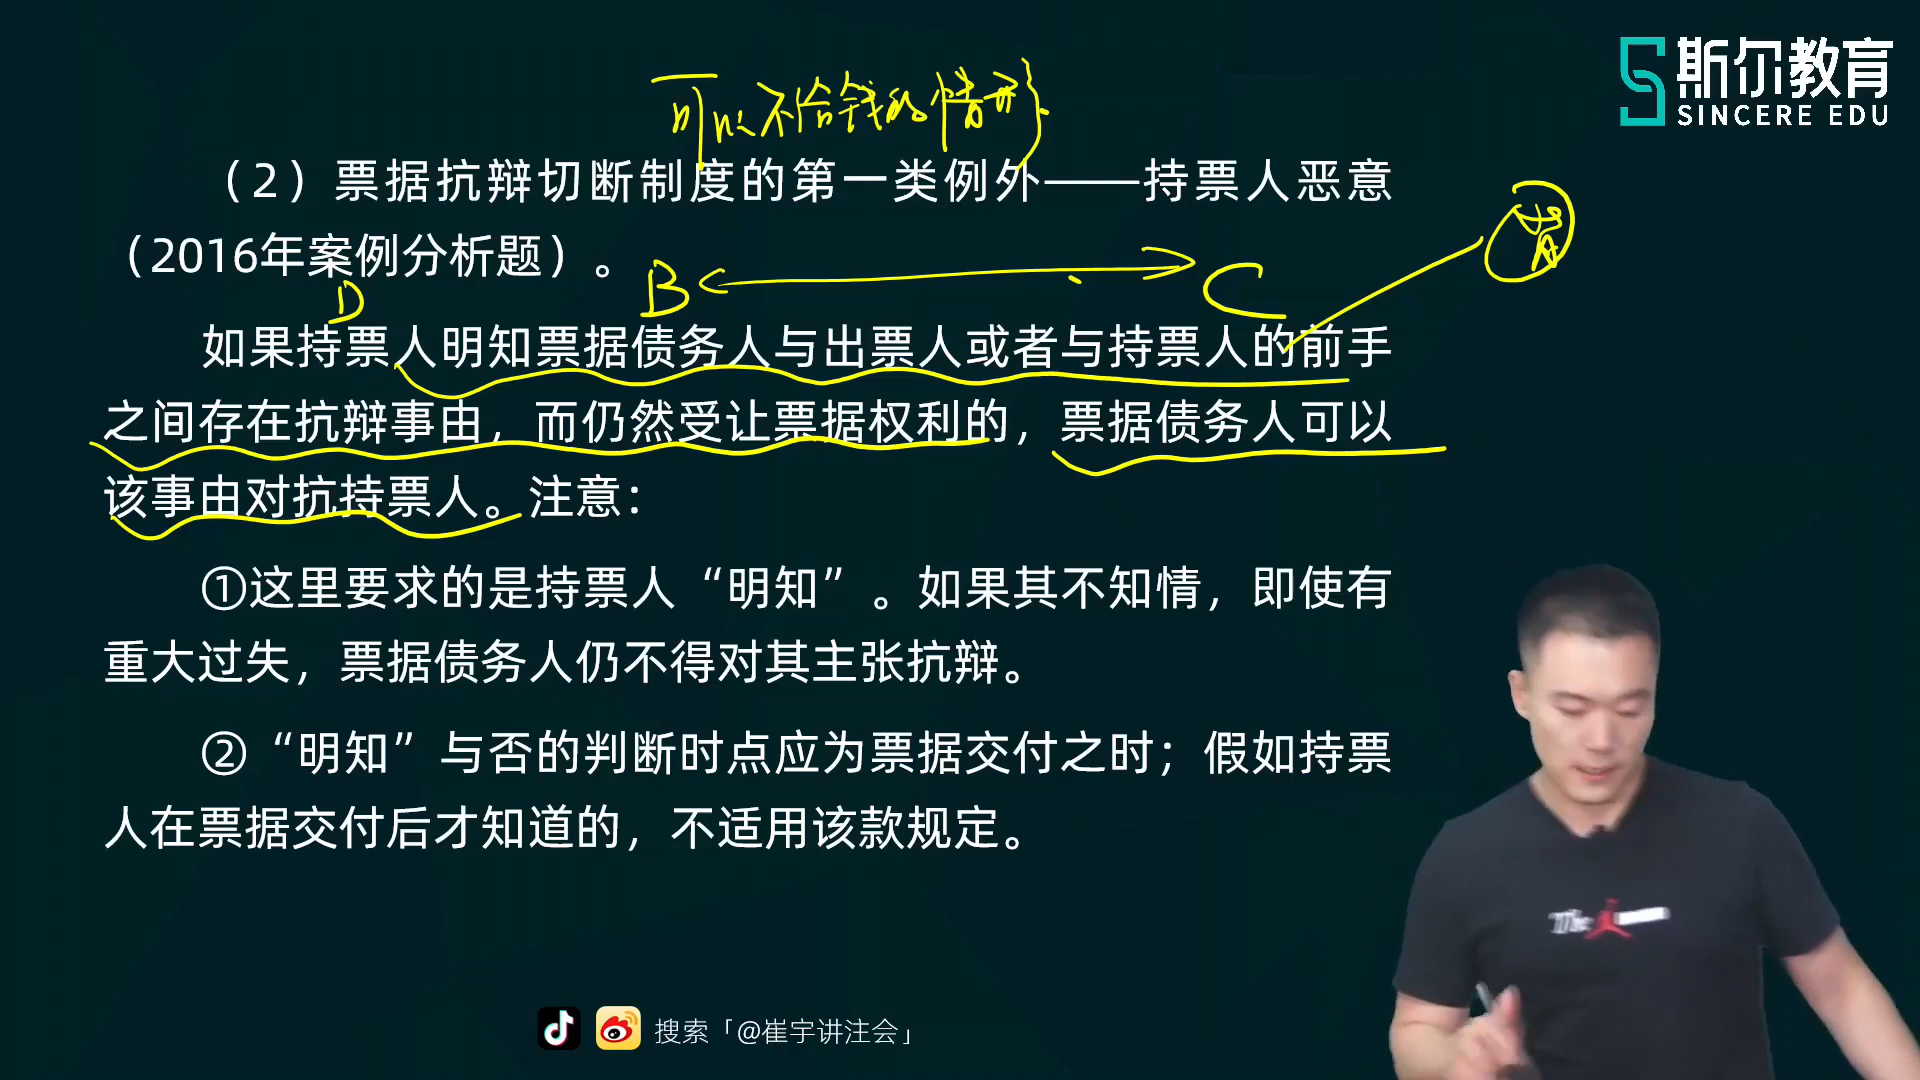 斯尔教育
SINCERE EDU
可以不给钱的情形
（2）票据抗辩切断制度的第一类例外——持票人恶意
（2016年案例分析题）。
D B C
如果持票人明知票据债务人与出票人或者与持票人的前手
之间存在抗辩事由，而仍然受让票据权利的，票据债务人可以
该事由对抗持票人。注意：
①这里要求的是持票人“明知”。如果其不知情，即使有
重大过失，票据债务人仍不得对其主张抗辩。
②“明知”与否的判断时点应为票据交付之时；假如持票
人在票据交付后才知道的，不适用该款规定。
搜索「@崔宇讲注会」